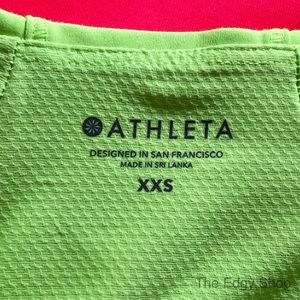 ATHLETA
DESIGNED IN SAN FRANCISCO
MADE IN SRI LANKA
XXS
The Edgy Shop